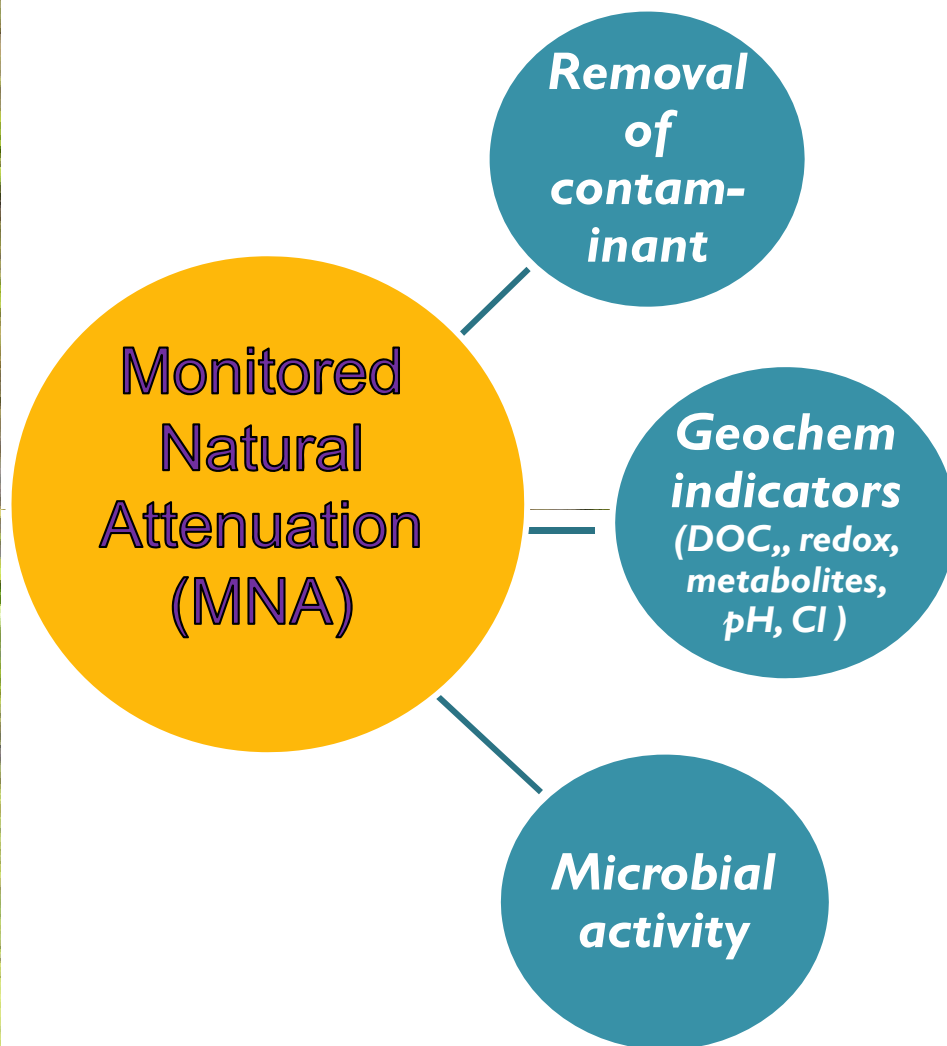 Removal
of
contam-
inant
Monitored
Natural
Attenuation
(MNA)
Geochem
indicators
(DOC,, redox,
metabolites,
pH, Cl )
Microbial
activity